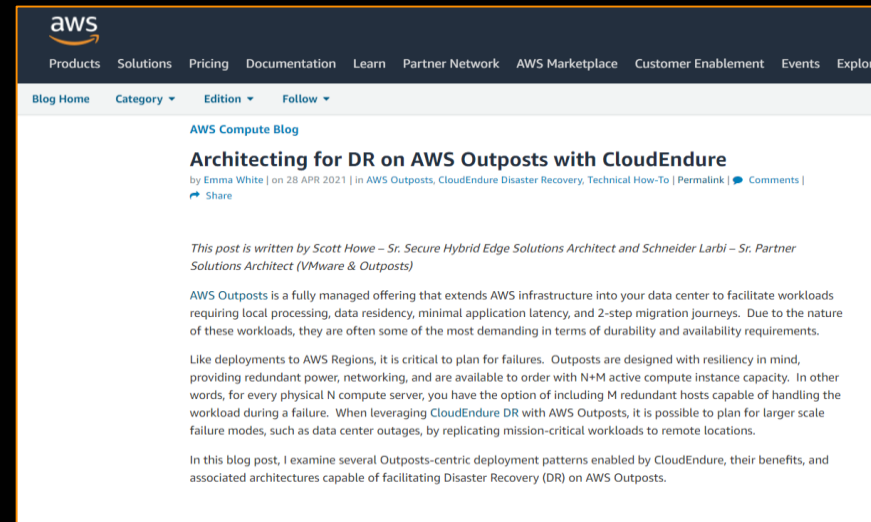 aws
Products Solutions Pricing Documentation Learn Partner Network AWS Marketplace Customer Enablement Events Explor
Blog Home Category Edition Follow
AWS Compute Blog
Architecting for DR on AWS Outposts with CloudEndure
by Emma White | on 28 APR 2021 | in AWS Outposts, CloudEndure Disaster Recovery, Technical How-To | Permalink | Comments |
Share
This post is written by Scott Howe – Sr. Secure Hybrid Edge Solutions Architect and Schneider Larbi – Sr. Partner
Solutions Architect (VMware & Outposts)
AWS Outposts is a fully managed offering that extends AWS infrastructure into your data center to facilitate workloads
requiring local processing, data residency, minimal application latency, and 2-step migration journeys.  Due to the nature
of these workloads, they are often some of the most demanding in terms of durability and availability requirements.
Like deployments to AWS Regions, it is critical to plan for failures.  Outposts are designed with resiliency in mind,
providing redundant power, networking, and are available to order with N+M active compute instance capacity.  In other
words, for every physical N compute server, you have the option of including M redundant hosts capable of handling the
workload during a failure.  When leveraging CloudEndure DR with AWS Outposts, it is possible to plan for larger scale
failure modes, such as data center outages, by replicating mission-critical workloads to remote locations.
In this blog post, I examine several Outposts-centric deployment patterns enabled by CloudEndure, their benefits, and
associated architectures capable of facilitating Disaster Recovery (DR) on AWS Outposts.